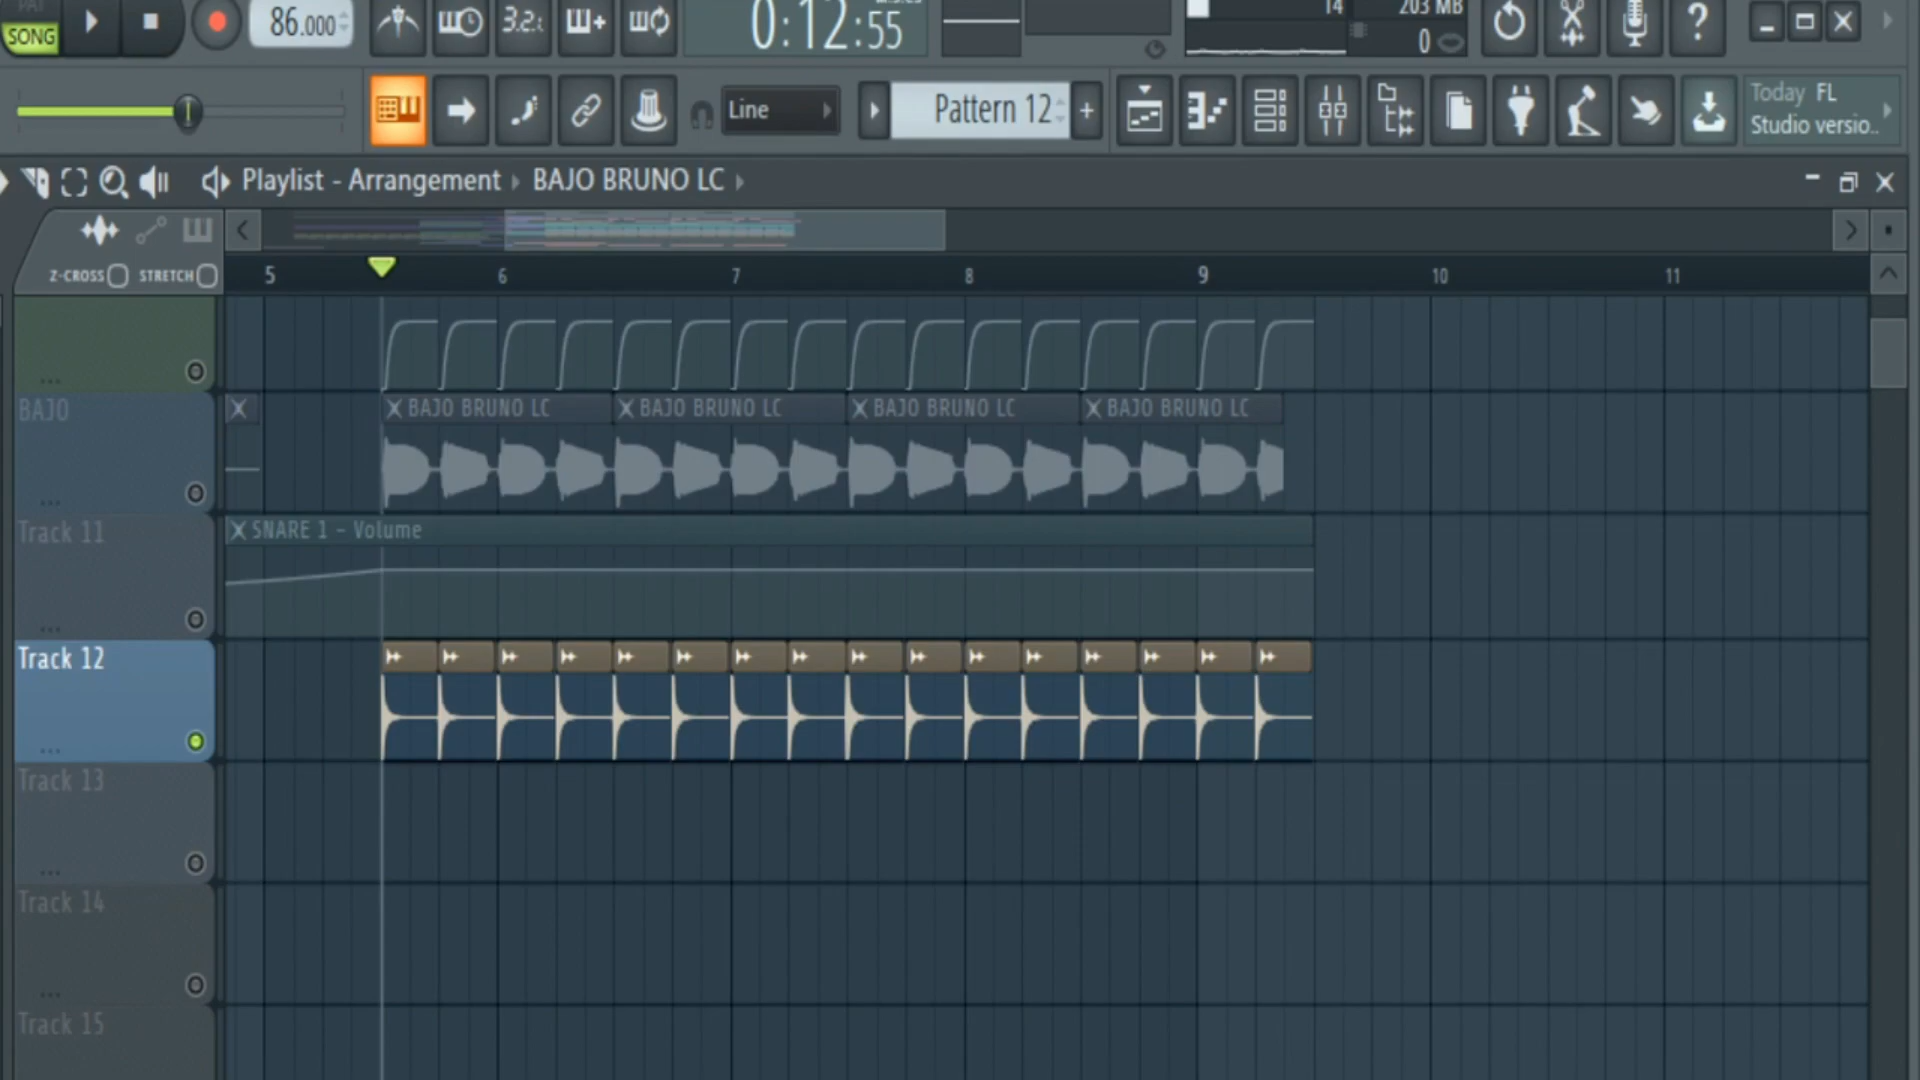 PAT
SONG
86.000
3.2.t
0:12:55
14
203 MB
0
Line
Pattern 12
+
Today FL
Studio versio..
Playlist - Arrangement BAJO BRUNO LC
Z-CROSS STRETCH
5 6 7 8 9 10 11
BAJO
BAJO BRUNO LC BAJO BRUNO LC BAJO BRUNO LC BAJO BRUNO LC
Track 11
SNARE 1 - Volume
Track 12
Track 13
Track 14
Track 15